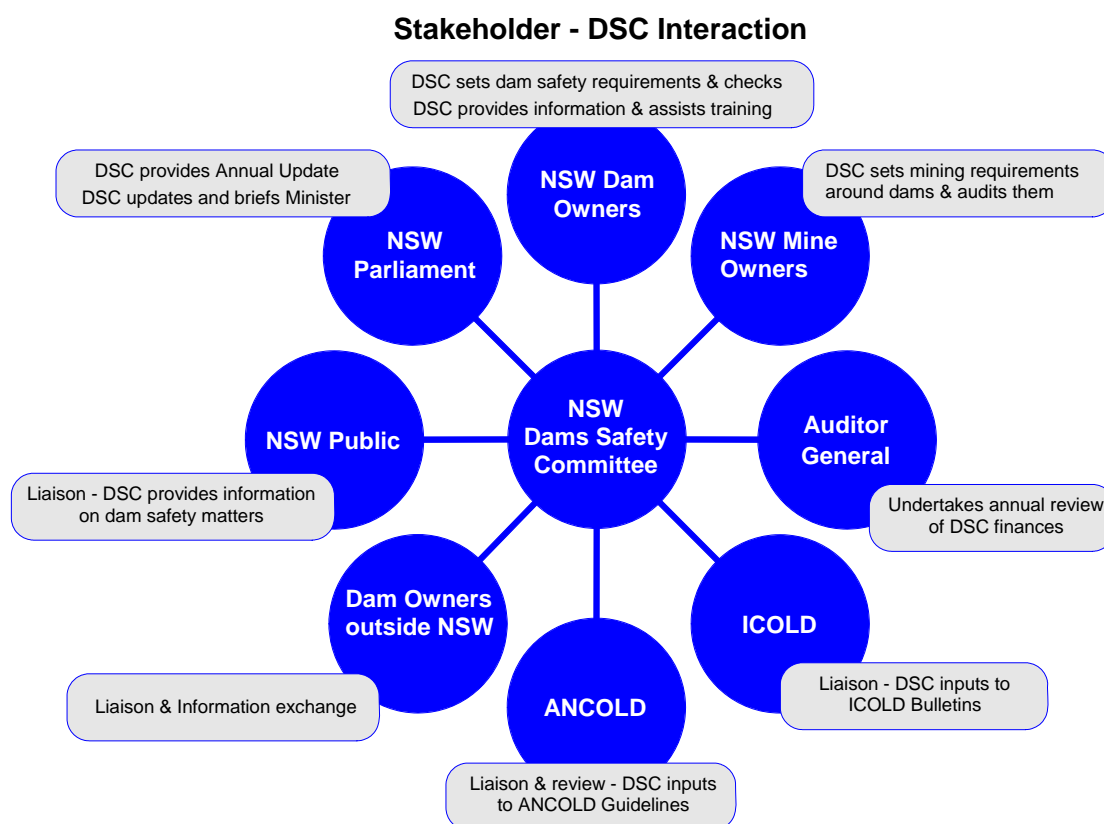 Stakeholder - DSC Interaction
DSC sets dam safety requirements & checks
DSC provides information & assists training
NSW Dam
Owners
DSC provides Annual Update
DSC updates and briefs Minister
NSW
Parliament
DSC sets mining requirements
around dams & audits them
NSW Mine
Owners
NSW Public
Liaison - DSC provides information
on dam safety matters
NSW
Dams Safety
Committee
Auditor
General
Undertakes annual review
of DSC finances
Dam Owners
outside NSW
Liaison & Information exchange
ANCOLD
Liaison & review - DSC inputs
to ANCOLD Guidelines
ICOLD
Liaison - DSC inputs to
ICOLD Bulletins